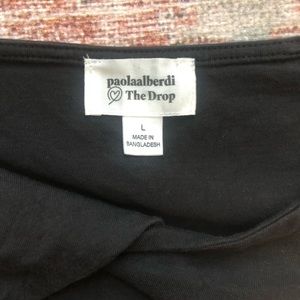 paolaalberdi
The Drop
L
MADE IN
BANGLADESH